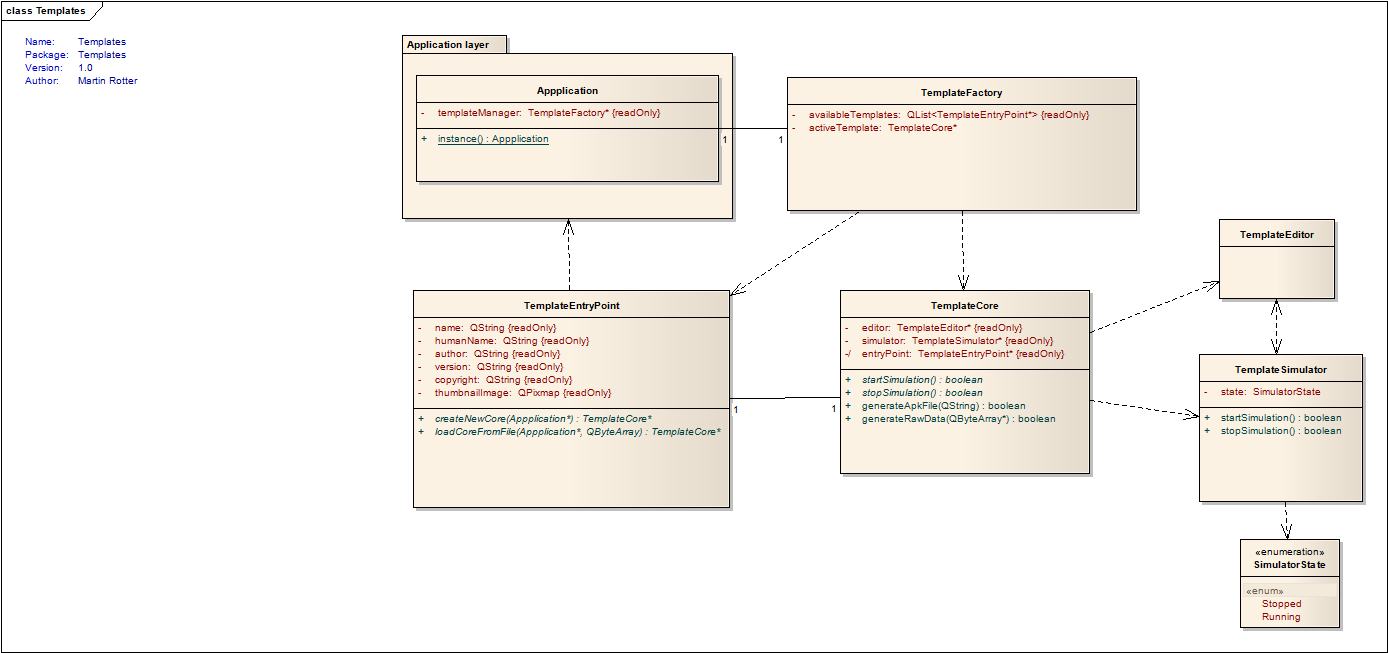 class Templates
Name: Templates
Package: Templates
Version: 1.0
Author: Martin Rotter
Application layer
Appplication
- templateManager: TemplateFactory* {readOnly}
+ instance() : Appplication
1
1
TemplateFactory
- availableTemplates: QList<TemplateEntryPoint*> {readOnly}
- activeTemplate: TemplateCore*
TemplateEntryPoint
- name: QString {readOnly}
- humanName: QString {readOnly}
- author: QString {readOnly}
- version: QString {readOnly}
- copyright: QString {readOnly}
- thumbnailImage: QPixmap {readOnly}
+ createNewCore(Appplication*) : TemplateCore*
+ loadCoreFromFile(Appplication*, QByteArray) : TemplateCore*
1
1
TemplateCore
- editor: TemplateEditor* {readOnly}
- simulator: TemplateSimulator* {readOnly}
-/ entryPoint: TemplateEntryPoint* {readOnly}
+ startSimulation() : boolean
+ stopSimulation() : boolean
+ generateApkFile(QString) : boolean
+ generateRawData(QByteArray*) : boolean
TemplateEditor
TemplateSimulator
- state: SimulatorState
+ startSimulation() : boolean
+ stopSimulation() : boolean
«enumeration»
SimulatorState
«enum»
Stopped
Running